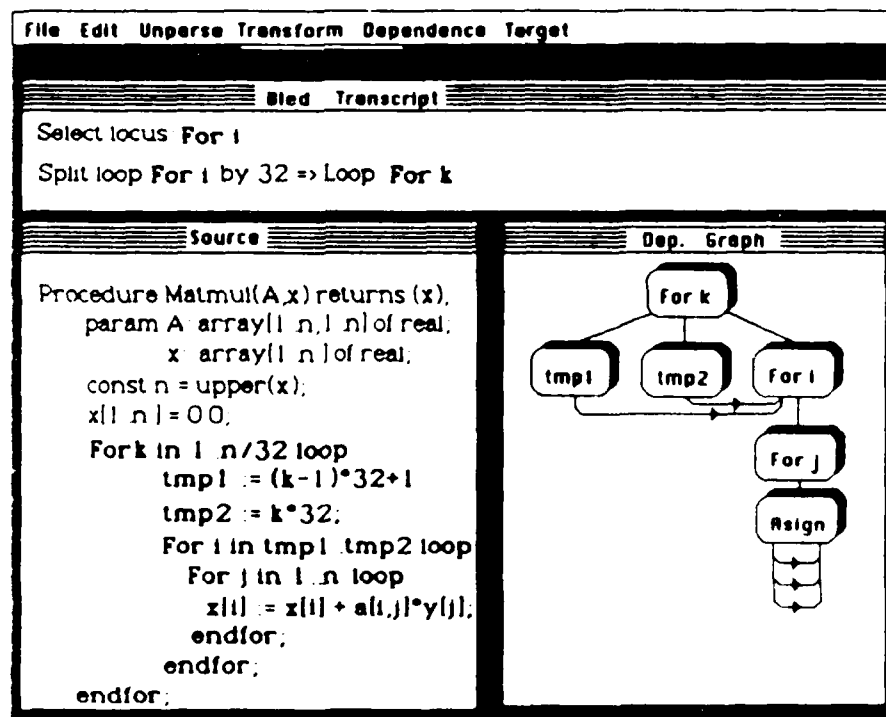 File Edit Unparse Transform Dependence Target
Bled Transcript
Select locus For i
Split loop For i by 32 => Loop For k
Source
Procedure Matmul(A,x) returns (x),
param A array[1 n,1 n] of real;
x array[1 n] of real;
const n = upper(x);
x[1 n] = 0 0;
For k in 1 .n/32 loop
tmp1 := (k-1)*32+1
tmp2 := k*32;
For i in tmp1 .tmp2 loop
For j in 1 .n loop
x[i] := x[i] + a[i,j]*y[j];
endfor;
endfor;
endfor;
Dep. Graph
For k
tmp1 tmp2 For i
For j
Asign